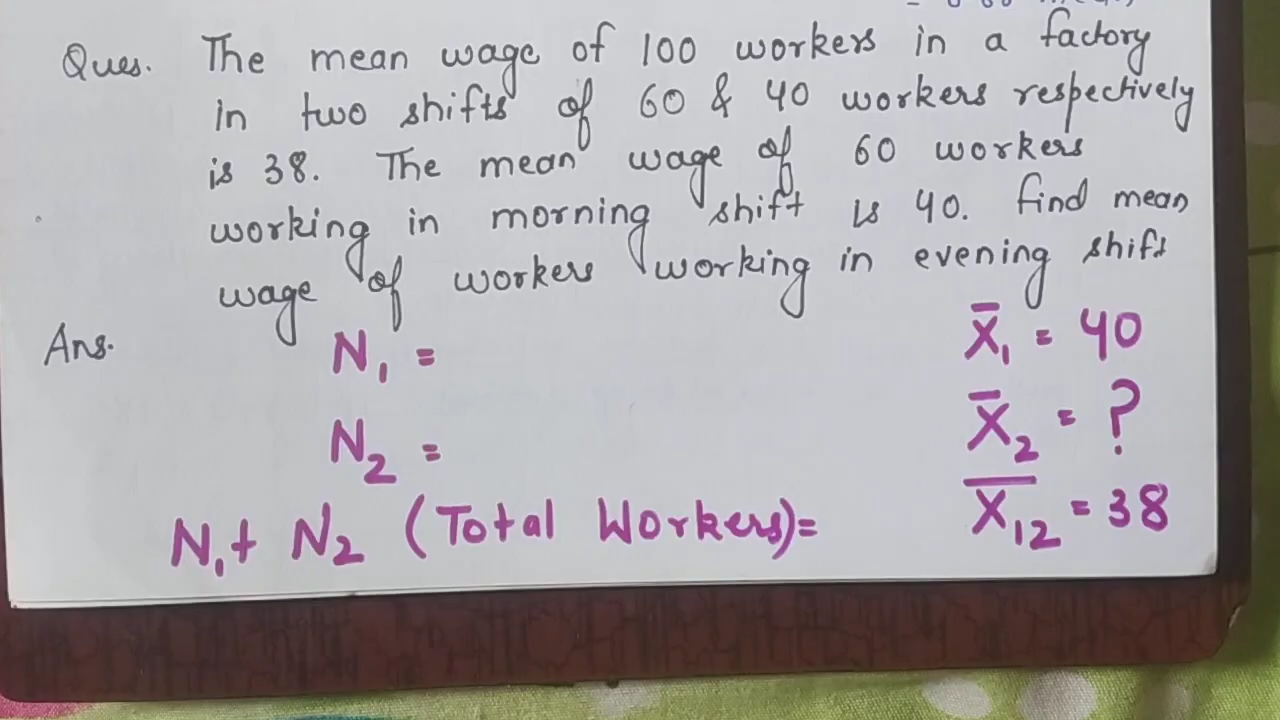 Ques. The mean wage of 100 workers in a factory
in two shifts of 60 & 40 workers respectively
is 38. The mean wage of 60 workers
working in morning shift is 40. find mean
wage of workers working in evening shift
Ans. N₁ = X̄₁ = 40
N₂ = X̄₂ = ?
N₁ + N₂ (Total Workers)= X̄₁₂ = 38